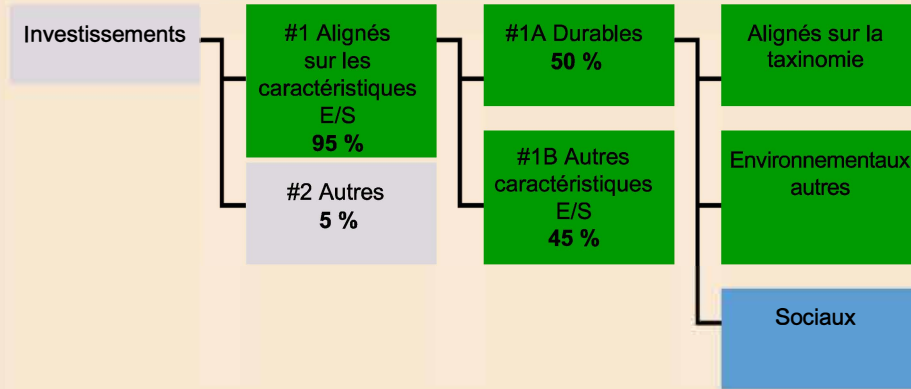 Investissements
#1 Alignés
sur les
caractéristiques
E/S
95 %
#2 Autres
5 %
#1A Durables
50 %
#1B Autres
caractéristiques
E/S
45 %
Alignés sur la
taxinomie
Environnementaux
autres
Sociaux